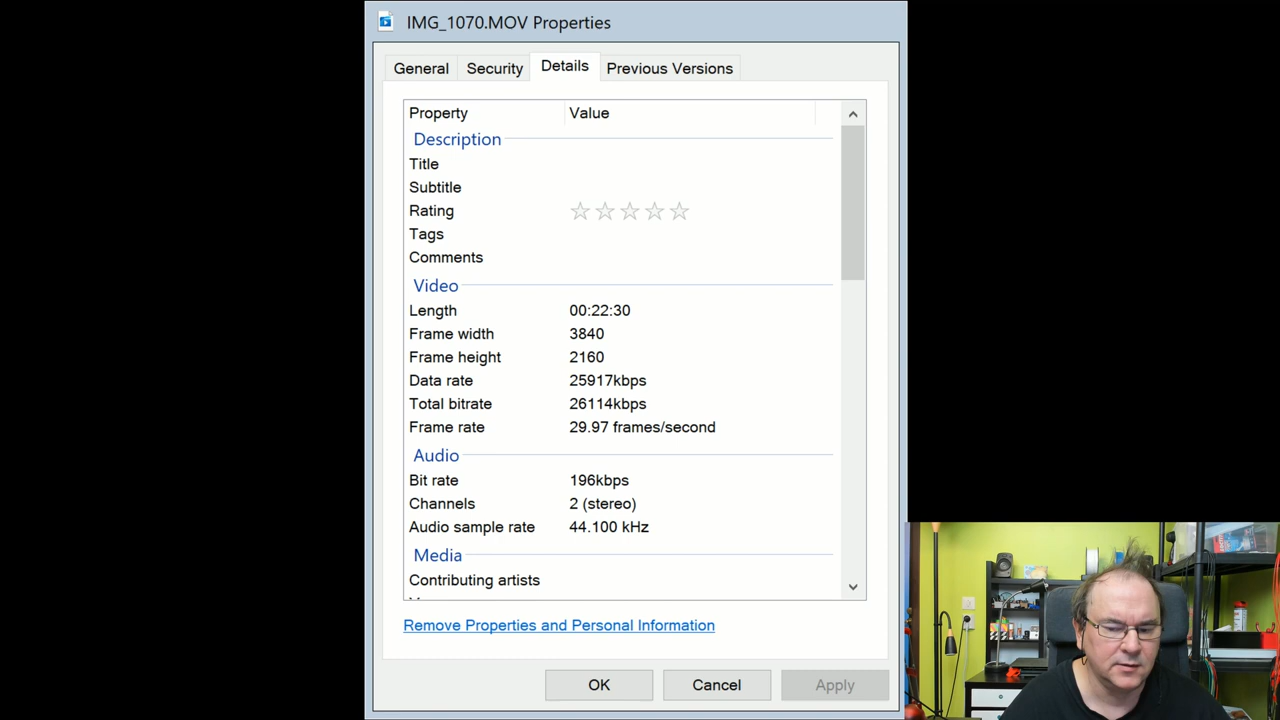 IMG_1070.MOV Properties
General Security Details Previous Versions
Property Value
Description
Title
Subtitle
Rating
Tags
Comments
Video
Length 00:22:30
Frame width 3840
Frame height 2160
Data rate 25917kbps
Total bitrate 26114kbps
Frame rate 29.97 frames/second
Audio
Bit rate 196kbps
Channels 2 (stereo)
Audio sample rate 44.100 kHz
Media
Contributing artists
Remove Properties and Personal Information
OK Cancel Apply